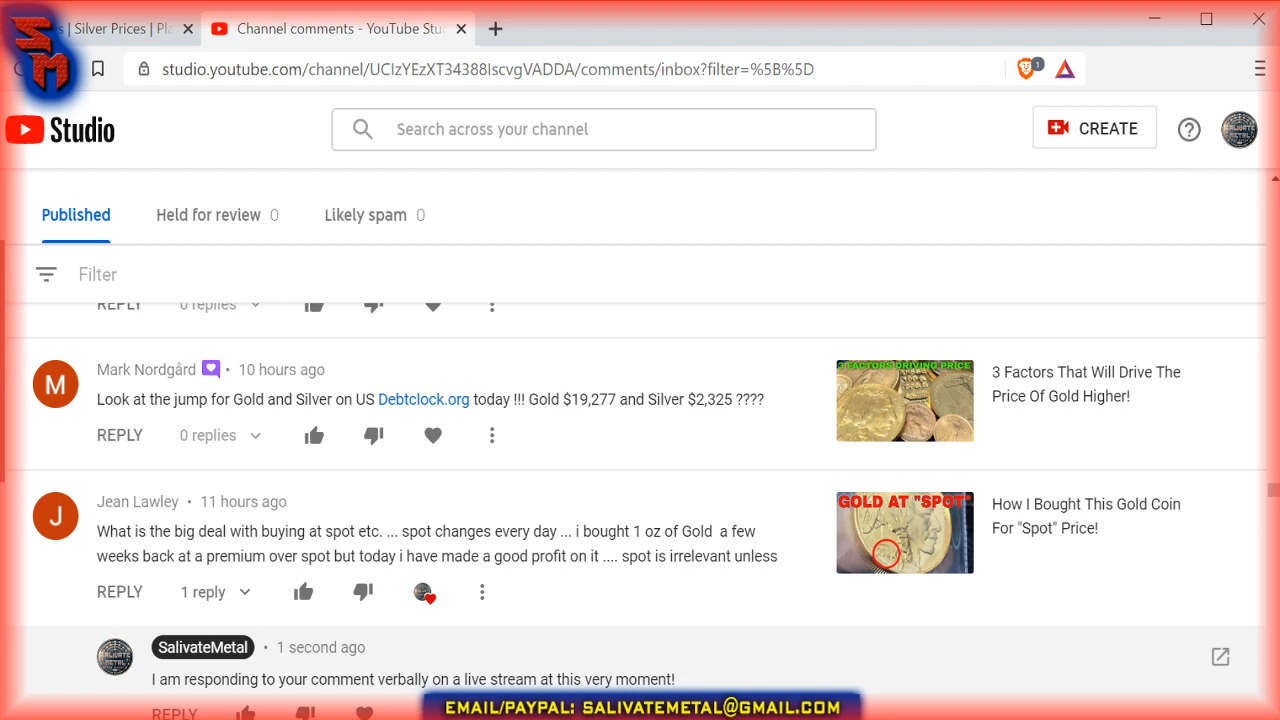 SM
s | Silver Prices | Pla
Channel comments - YouTube Stu
studio.youtube.com/channel/UCIzYEzXT34388IscvgVADDA/comments/inbox?filter=%5B%5D
1
Studio
Search across your channel
CREATE
Published
Held for review 0
Likely spam 0
Filter
REPLY
0 replies
Mark Nordgård • 10 hours ago
Look at the jump for Gold and Silver on US Debtclock.org today !!! Gold $19,277 and Silver $2,325 ????
REPLY
0 replies
M
3 FACTORS DRIVING PRICE
3 Factors That Will Drive The
Price Of Gold Higher!
Jean Lawley • 11 hours ago
What is the big deal with buying at spot etc. ... spot changes every day ... i bought 1 oz of Gold a few
weeks back at a premium over spot but today i have made a good profit on it .... spot is irrelevant unless
REPLY
1 reply
J
GOLD AT "SPOT"
How I Bought This Gold Coin
For "Spot" Price!
SalivateMetal • 1 second ago
I am responding to your comment verbally on a live stream at this very moment!
REPLY
EMAIL/PAYPAL: SALIVATEMETAL@GMAIL.COM